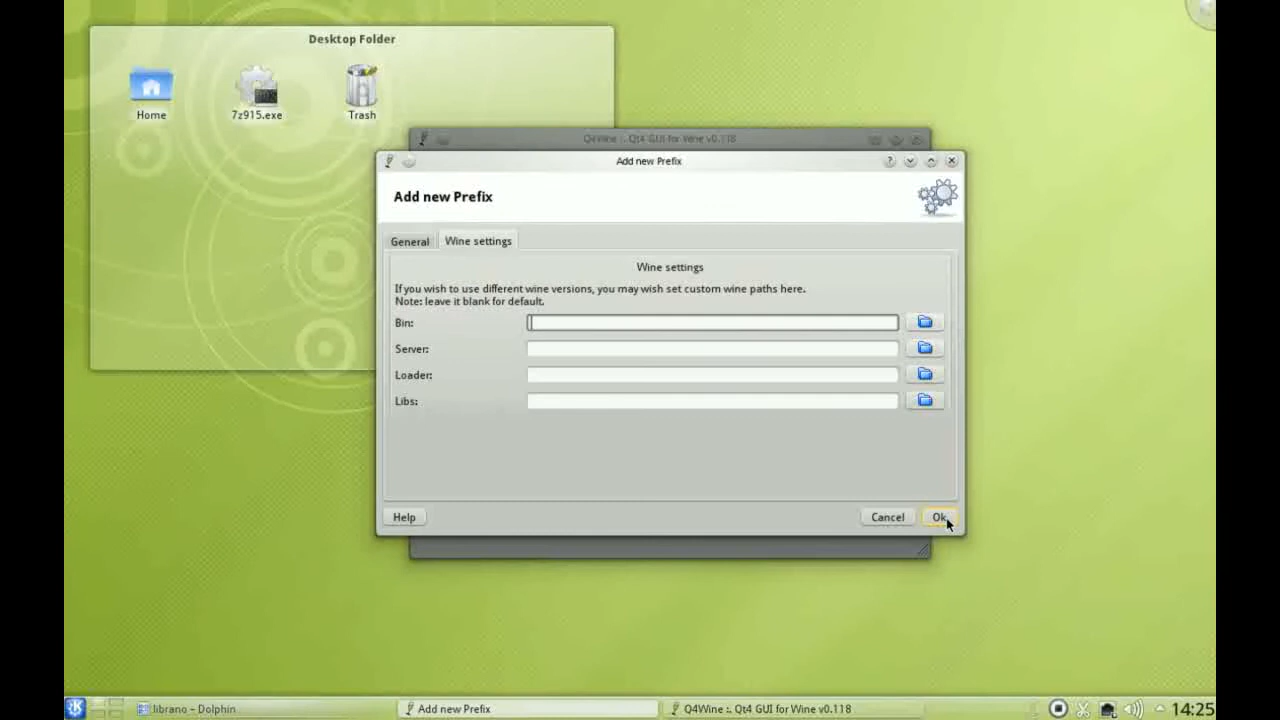 Desktop Folder
Home
7z915.exe
Trash
Q4Wine :. Qt4 GUI for Wine v0.118
Add new Prefix
Add new Prefix
General
Wine settings
Wine settings
If you wish to use different wine versions, you may wish set custom wine paths here.
Note: leave it blank for default.
Bin:
Server:
Loader:
Libs:
Help
Cancel
Ok
librano – Dolphin
Add new Prefix
Q4Wine :. Qt4 GUI for Wine v0.118
14:25